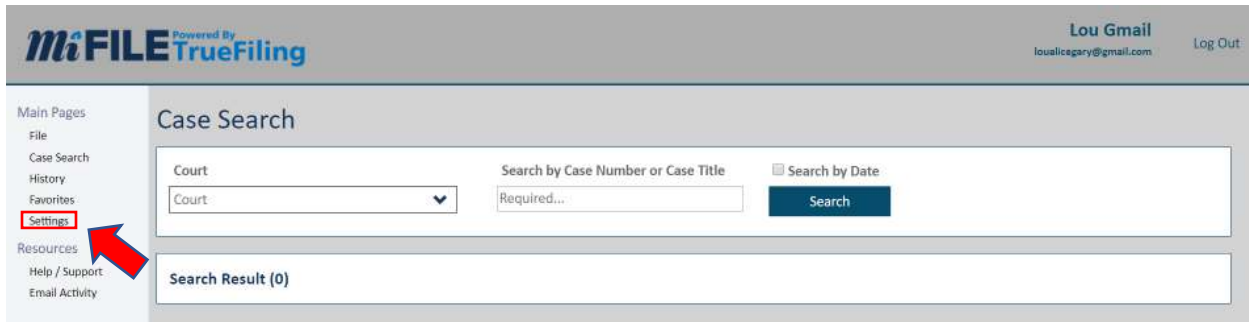 MiFILE Powered By TrueFiling
Lou Gmail
loualicegary@gmail.com
Log Out
Main Pages
File
Case Search
History
Favorites
Settings
Resources
Help / Support
Email Activity
Case Search
Court
Court
Search by Case Number or Case Title
Required...
Search by Date
Search
Search Result (0)